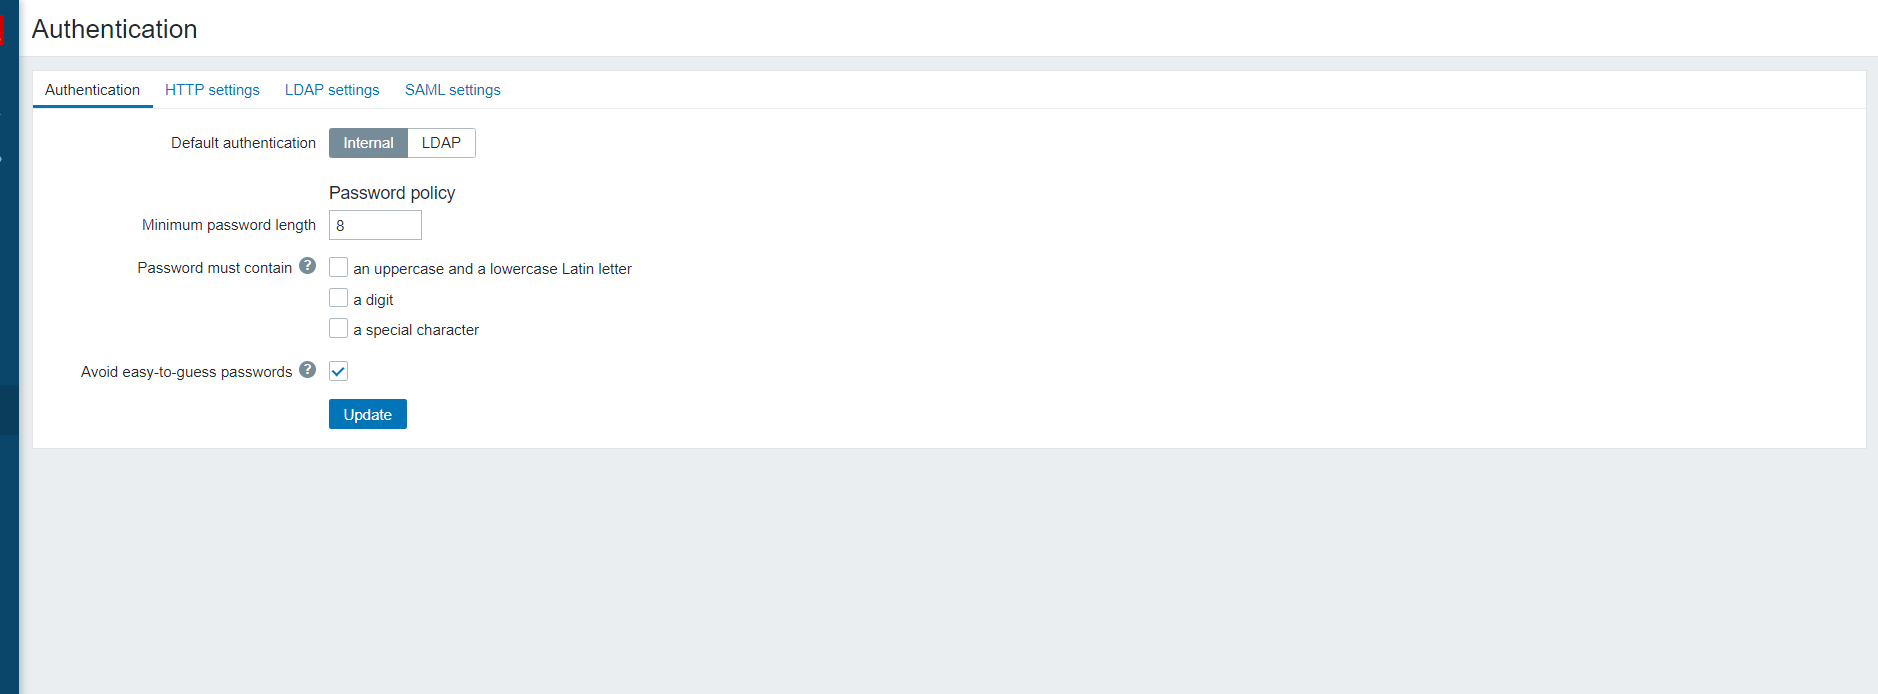 Authentication
Authentication HTTP settings LDAP settings SAML settings
Default authentication Internal LDAP
Password policy
Minimum password length 8
Password must contain ? an uppercase and a lowercase Latin letter
a digit
a special character
Avoid easy-to-guess passwords ?
Update